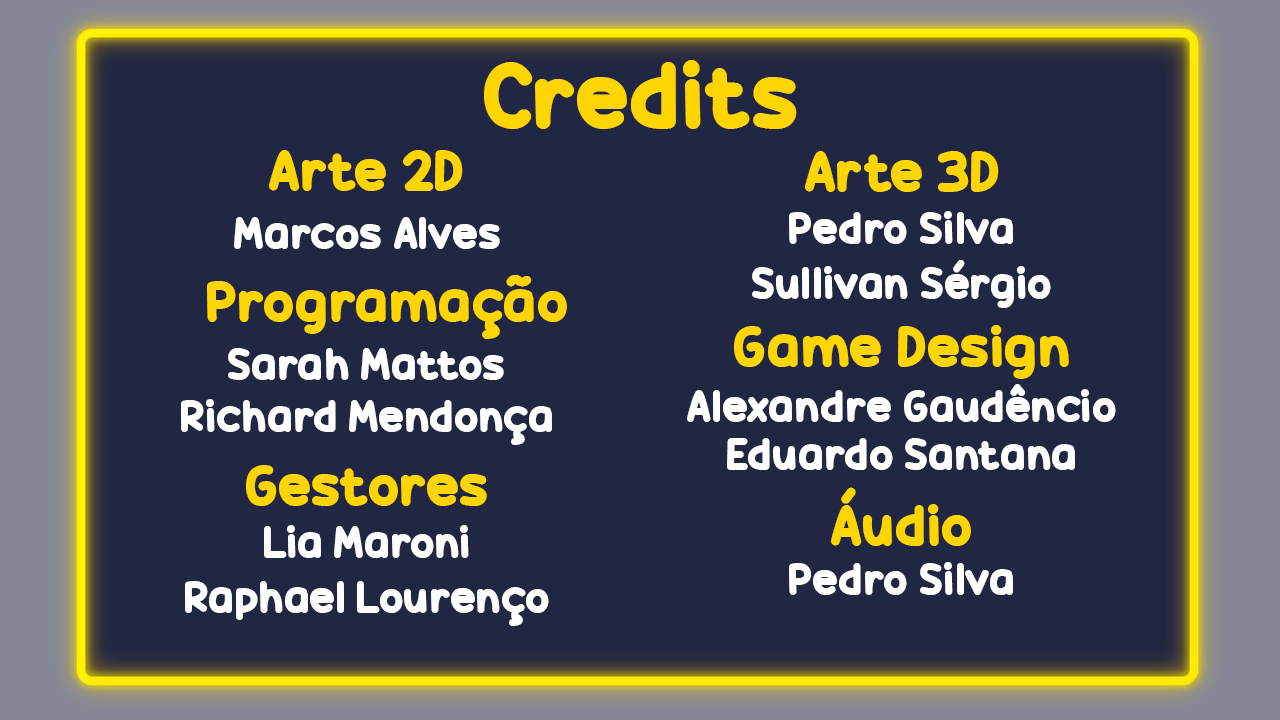 Credits
Arte 2D
Marcos Alves
Programação
Sarah Mattos
Richard Mendonça
Gestores
Lia Maroni
Raphael Lourenço
Arte 3D
Pedro Silva
Sullivan Sérgio
Game Design
Alexandre Gaudêncio
Eduardo Santana
Áudio
Pedro Silva